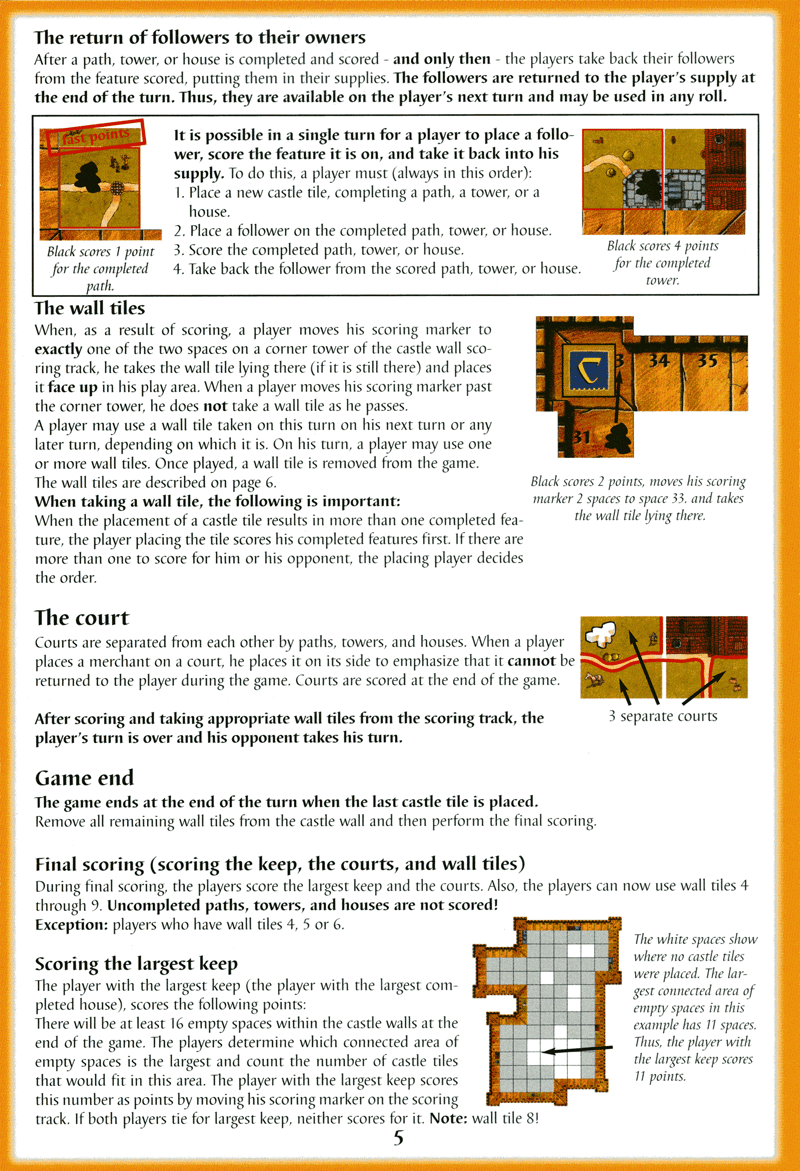 The return of followers to their owners
After a path, tower, or house is completed and scored - and only then - the players take back their followers
from the feature scored, putting them in their supplies. The followers are returned to the player's supply at
the end of the turn. Thus, they are available on the player's next turn and may be used in any roll.
fast points
It is possible in a single turn for a player to place a follo-
wer, score the feature it is on, and take it back into his
supply. To do this, a player must (always in this order):
1. Place a new castle tile, completing a path, a tower, or a
house.
2. Place a follower on the completed path, tower, or house.
3. Score the completed path, tower, or house.
4. Take back the follower from the scored path, tower, or house.
Black scores 1 point
for the completed
path.
Black scores 4 points
for the completed
tower.
The wall tiles
When, as a result of scoring, a player moves his scoring marker to
exactly one of the two spaces on a corner tower of the castle wall sco-
ring track, he takes the wall tile lying there (if it is still there) and places
it face up in his play area. When a player moves his scoring marker past
the corner tower, he does not take a wall tile as he passes.
A player may use a wall tile taken on this turn on his next turn or any
later turn, depending on which it is. On his turn, a player may use one
or more wall tiles. Once played, a wall tile is removed from the game.
The wall tiles are described on page 6.
When taking a wall tile, the following is important:
When the placement of a castle tile results in more than one completed fea-
ture, the player placing the tile scores his completed features first. If there are
more than one to score for him or his opponent, the placing player decides
the order.
C 3 34 35
31
Black scores 2 points, moves his scoring
marker 2 spaces to space 33. and takes
the wall tile lying there.
The court
Courts are separated from each other by paths, towers, and houses. When a player
places a merchant on a court, he places it on its side to emphasize that it cannot be
returned to the player during the game. Courts are scored at the end of the game.
3 separate courts
After scoring and taking appropriate wall tiles from the scoring track, the
player's turn is over and his opponent takes his turn.
Game end
The game ends at the end of the turn when the last castle tile is placed.
Remove all remaining wall tiles from the castle wall and then perform the final scoring.
Final scoring (scoring the keep, the courts, and wall tiles)
During final scoring, the players score the largest keep and the courts. Also, the players can now use wall tiles 4
through 9. Uncompleted paths, towers, and houses are not scored!
Exception: players who have wall tiles 4, 5 or 6.
Scoring the largest keep
The player with the largest keep (the player with the largest com-
pleted house), scores the following points:
There will be at least 16 empty spaces within the castle walls at the
end of the game. The players determine which connected area of
empty spaces is the largest and count the number of castle tiles
that would fit in this area. The player with the largest keep scores
this number as points by moving his scoring marker on the scoring
track. If both players tie for largest keep, neither scores for it. Note: wall tile 8!
The white spaces show
where no castle tiles
were placed. The lar-
gest connected area of
empty spaces in this
example has 11 spaces.
Thus, the player with
the largest keep scores
11 points.
5